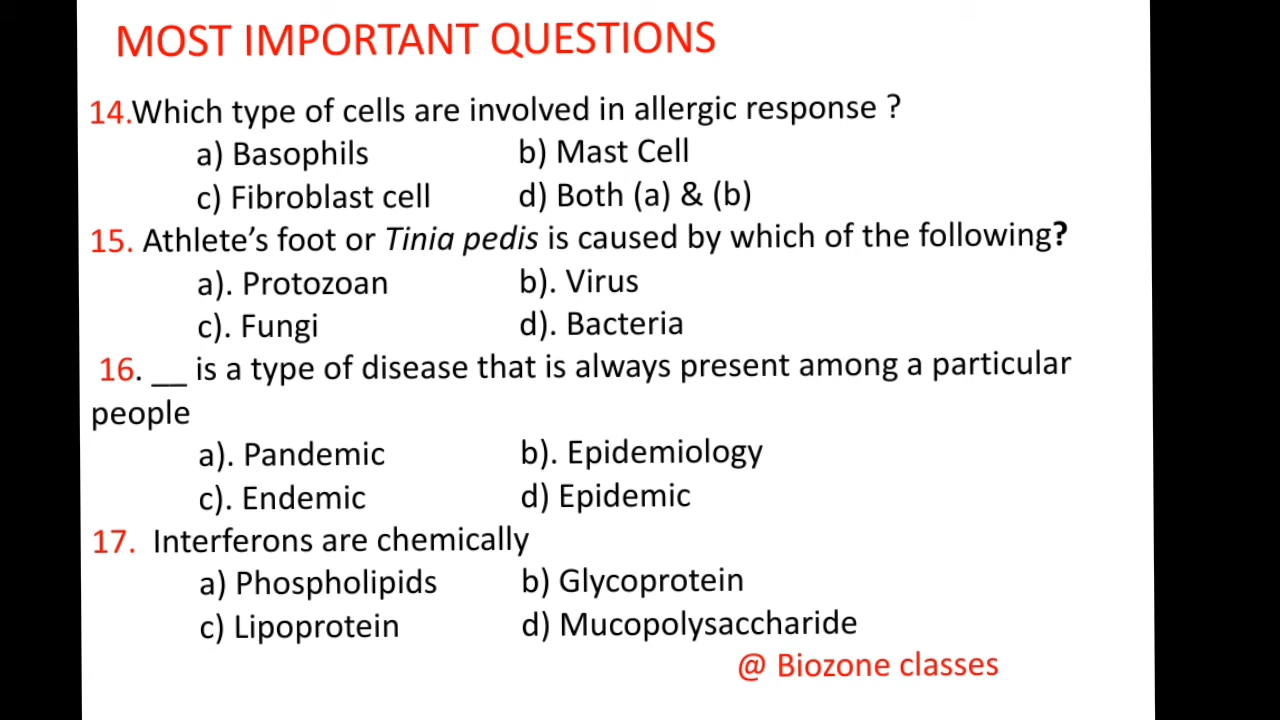 MOST IMPORTANT QUESTIONS
14.Which type of cells are involved in allergic response ?
a) Basophils b) Mast Cell
c) Fibroblast cell d) Both (a) & (b)
15. Athlete’s foot or Tinia pedis is caused by which of the following?
a). Protozoan b). Virus
c). Fungi d). Bacteria
16. __ is a type of disease that is always present among a particular
people
a). Pandemic b). Epidemiology
c). Endemic d) Epidemic
17. Interferons are chemically
a) Phospholipids b) Glycoprotein
c) Lipoprotein d) Mucopolysaccharide
@ Biozone classes